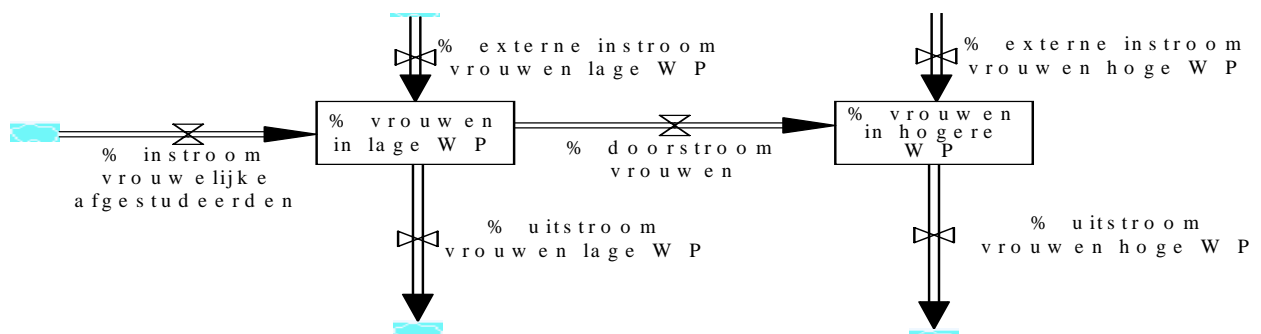 % externe instroom
vrouwen lage WP
% externe instroom
vrouwen hoge WP
% vrouwen
in lage WP
% vrouwen
in hogere
WP
% instroom
vrouwelijke
afgestudeerden
% doorstroom
vrouwen
% uitstroom
vrouwen lage WP
% uitstroom
vrouwen hoge WP